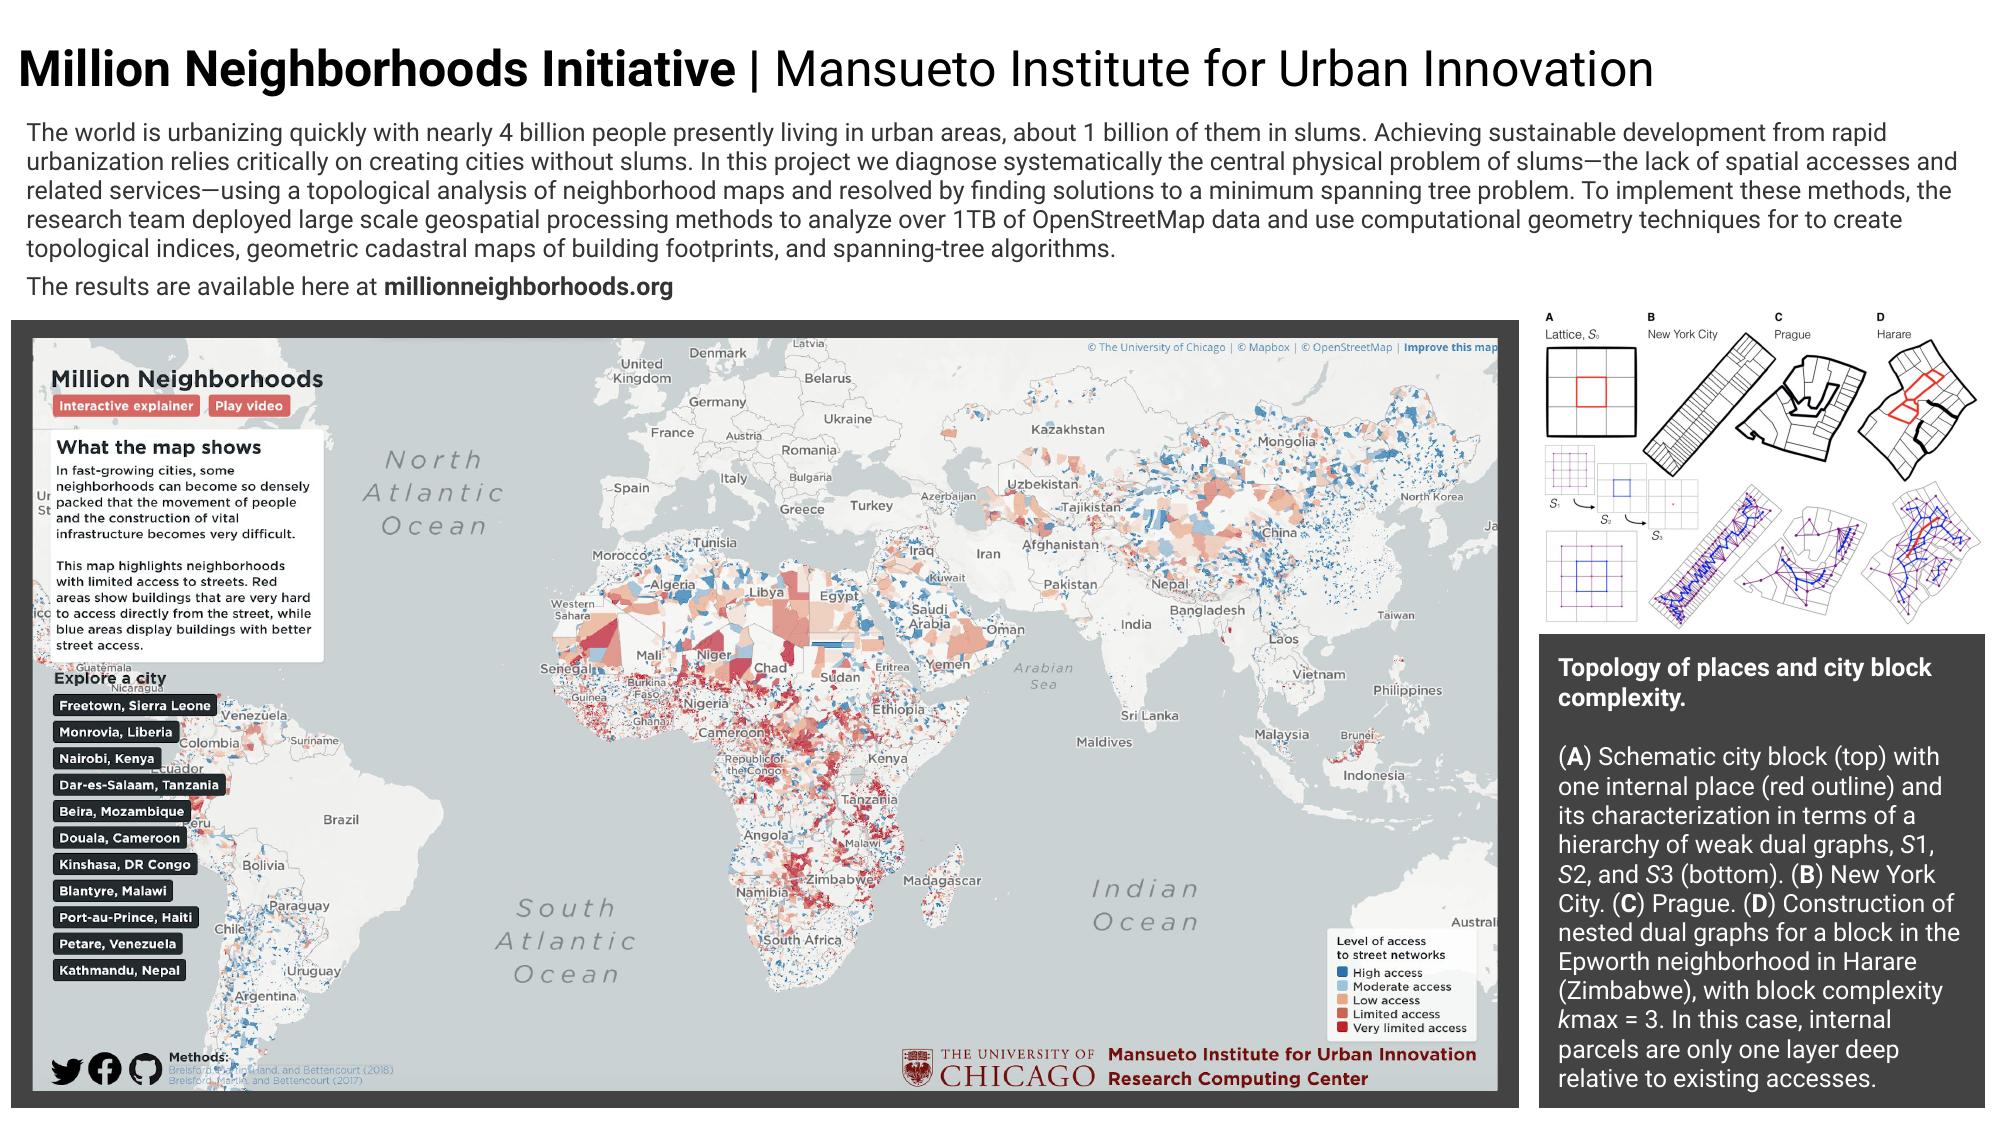 Million Neighborhoods Initiative | Mansueto Institute for Urban Innovation
The world is urbanizing quickly with nearly 4 billion people presently living in urban areas, about 1 billion of them in slums. Achieving sustainable development from rapid
urbanization relies critically on creating cities without slums. In this project we diagnose systematically the central physical problem of slums—the lack of spatial accesses and
related services—using a topological analysis of neighborhood maps and resolved by finding solutions to a minimum spanning tree problem. To implement these methods, the
research team deployed large scale geospatial processing methods to analyze over 1TB of OpenStreetMap data and use computational geometry techniques for to create
topological indices, geometric cadastral maps of building footprints, and spanning-tree algorithms.
The results are available here at millionneighborhoods.org
© The University of Chicago | © Mapbox | © OpenStreetMap | Improve this map
Million Neighborhoods
Interactive explainer
Play video
What the map shows
In fast-growing cities, some
neighborhoods can become so densely
packed that the movement of people
and the construction of vital
infrastructure becomes very difficult.
This map highlights neighborhoods
with limited access to streets. Red
areas show buildings that are very hard
to access directly from the street, while
blue areas display buildings with better
street access.
Explore a city
Freetown, Sierra Leone
Monrovia, Liberia
Nairobi, Kenya
Dar-es-Salaam, Tanzania
Beira, Mozambique
Douala, Cameroon
Kinshasa, DR Congo
Blantyre, Malawi
Port-au-Prince, Haiti
Petare, Venezuela
Kathmandu, Nepal
Methods:
Brelsford, Martin, Hand, and Bettencourt (2018)
Brelsford, Martin, and Bettencourt (2017)
Latvia
Denmark
United
Kingdom
Belarus
Germany
Ukraine
France
Austria
Kazakhstan
Mongolia
Romania
North
Atlantic
Ocean
Italy
Bulgaria
Spain
Uzbekistan
Azerbaijan
North Korea
Greece
Turkey
Tajikistan
China
Tunisia
Morocco
Iraq
Iran
Afghanistan
Algeria
Libya
Egypt
Kuwait
Pakistan
Nepal
Western
Sahara
Saudi
Arabia
Bangladesh
Taiwan
India
Oman
Laos
Mali
Niger
Chad
Senegal
Eritrea
Yemen
Arabian
Sea
Guatemala
Nicaragua
Burkina
Faso
Sudan
Vietnam
Philippines
Guinea
Nigeria
Ethiopia
Ghana
Sri Lanka
Venezuela
Cameroon
Malaysia
Brunei
Colombia
Suriname
Maldives
Republic of
the Congo
Kenya
Ecuador
Indonesia
Tanzania
Peru
Brazil
Angola
Malawi
Bolivia
Zimbabwe
Madagascar
Namibia
Indian
Ocean
Paraguay
South
Atlantic
Ocean
Chile
Australi
South Africa
Uruguay
Argentina
Level of access
to street networks
High access
Moderate access
Low access
Limited access
Very limited access
THE UNIVERSITY OF
CHICAGO
Mansueto Institute for Urban Innovation
Research Computing Center
A
B
C
D
Lattice, S₀
New York City
Prague
Harare
S₁
S₂
S₃
Topology of places and city block
complexity.
(A) Schematic city block (top) with
one internal place (red outline) and
its characterization in terms of a
hierarchy of weak dual graphs, S1,
S2, and S3 (bottom). (B) New York
City. (C) Prague. (D) Construction of
nested dual graphs for a block in the
Epworth neighborhood in Harare
(Zimbabwe), with block complexity
kmax = 3. In this case, internal
parcels are only one layer deep
relative to existing accesses.